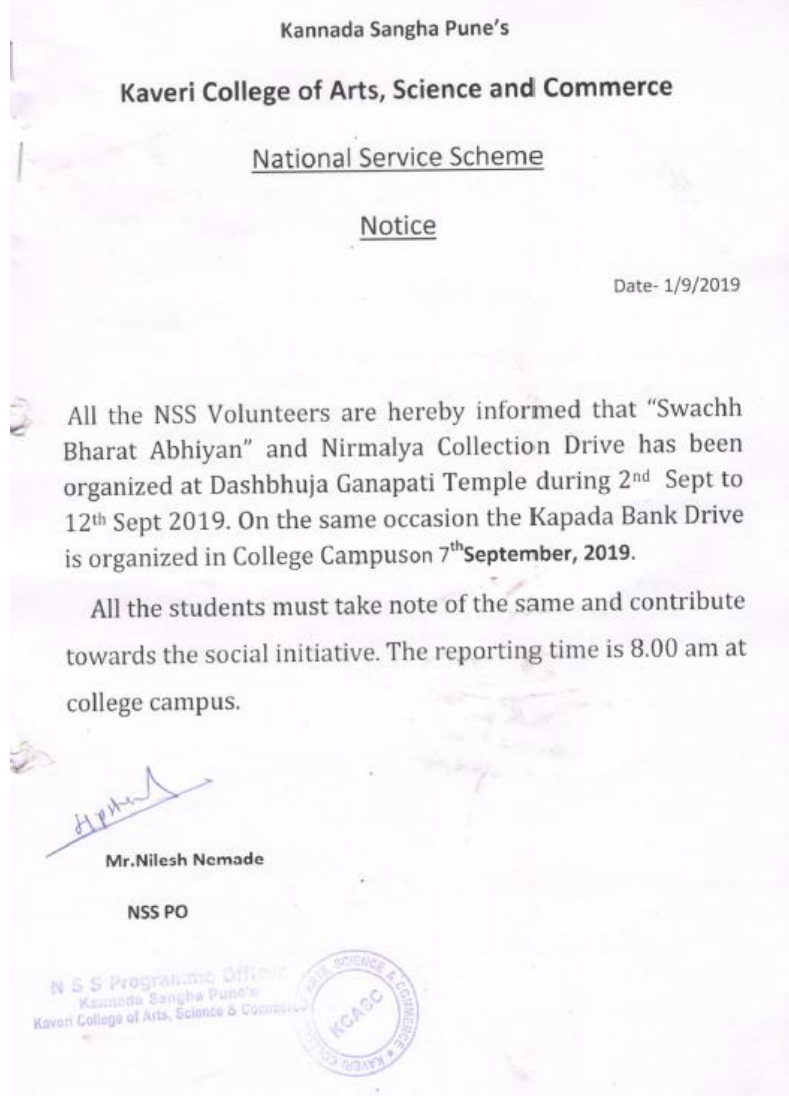 Kannada Sangha Pune's
Kaveri College of Arts, Science and Commerce
National Service Scheme
Notice
Date- 1/9/2019
All the NSS Volunteers are hereby informed that “Swachh
Bharat Abhiyan” and Nirmalya Collection Drive has been
organized at Dashbhuja Ganapati Temple during 2nd Sept to
12th Sept 2019. On the same occasion the Kapada Bank Drive
is organized in College Campuson 7thSeptember, 2019.
All the students must take note of the same and contribute
towards the social initiative. The reporting time is 8.00 am at
college campus.
Mr.Nilesh Nemade
NSS PO
N S S Programme Officer
Kannada Sangha Pune's
Kaveri College of Arts, Science & Commerce
ARTS, SCIENCE & COMMERCE * KAVERI COLLEGE
KCASC